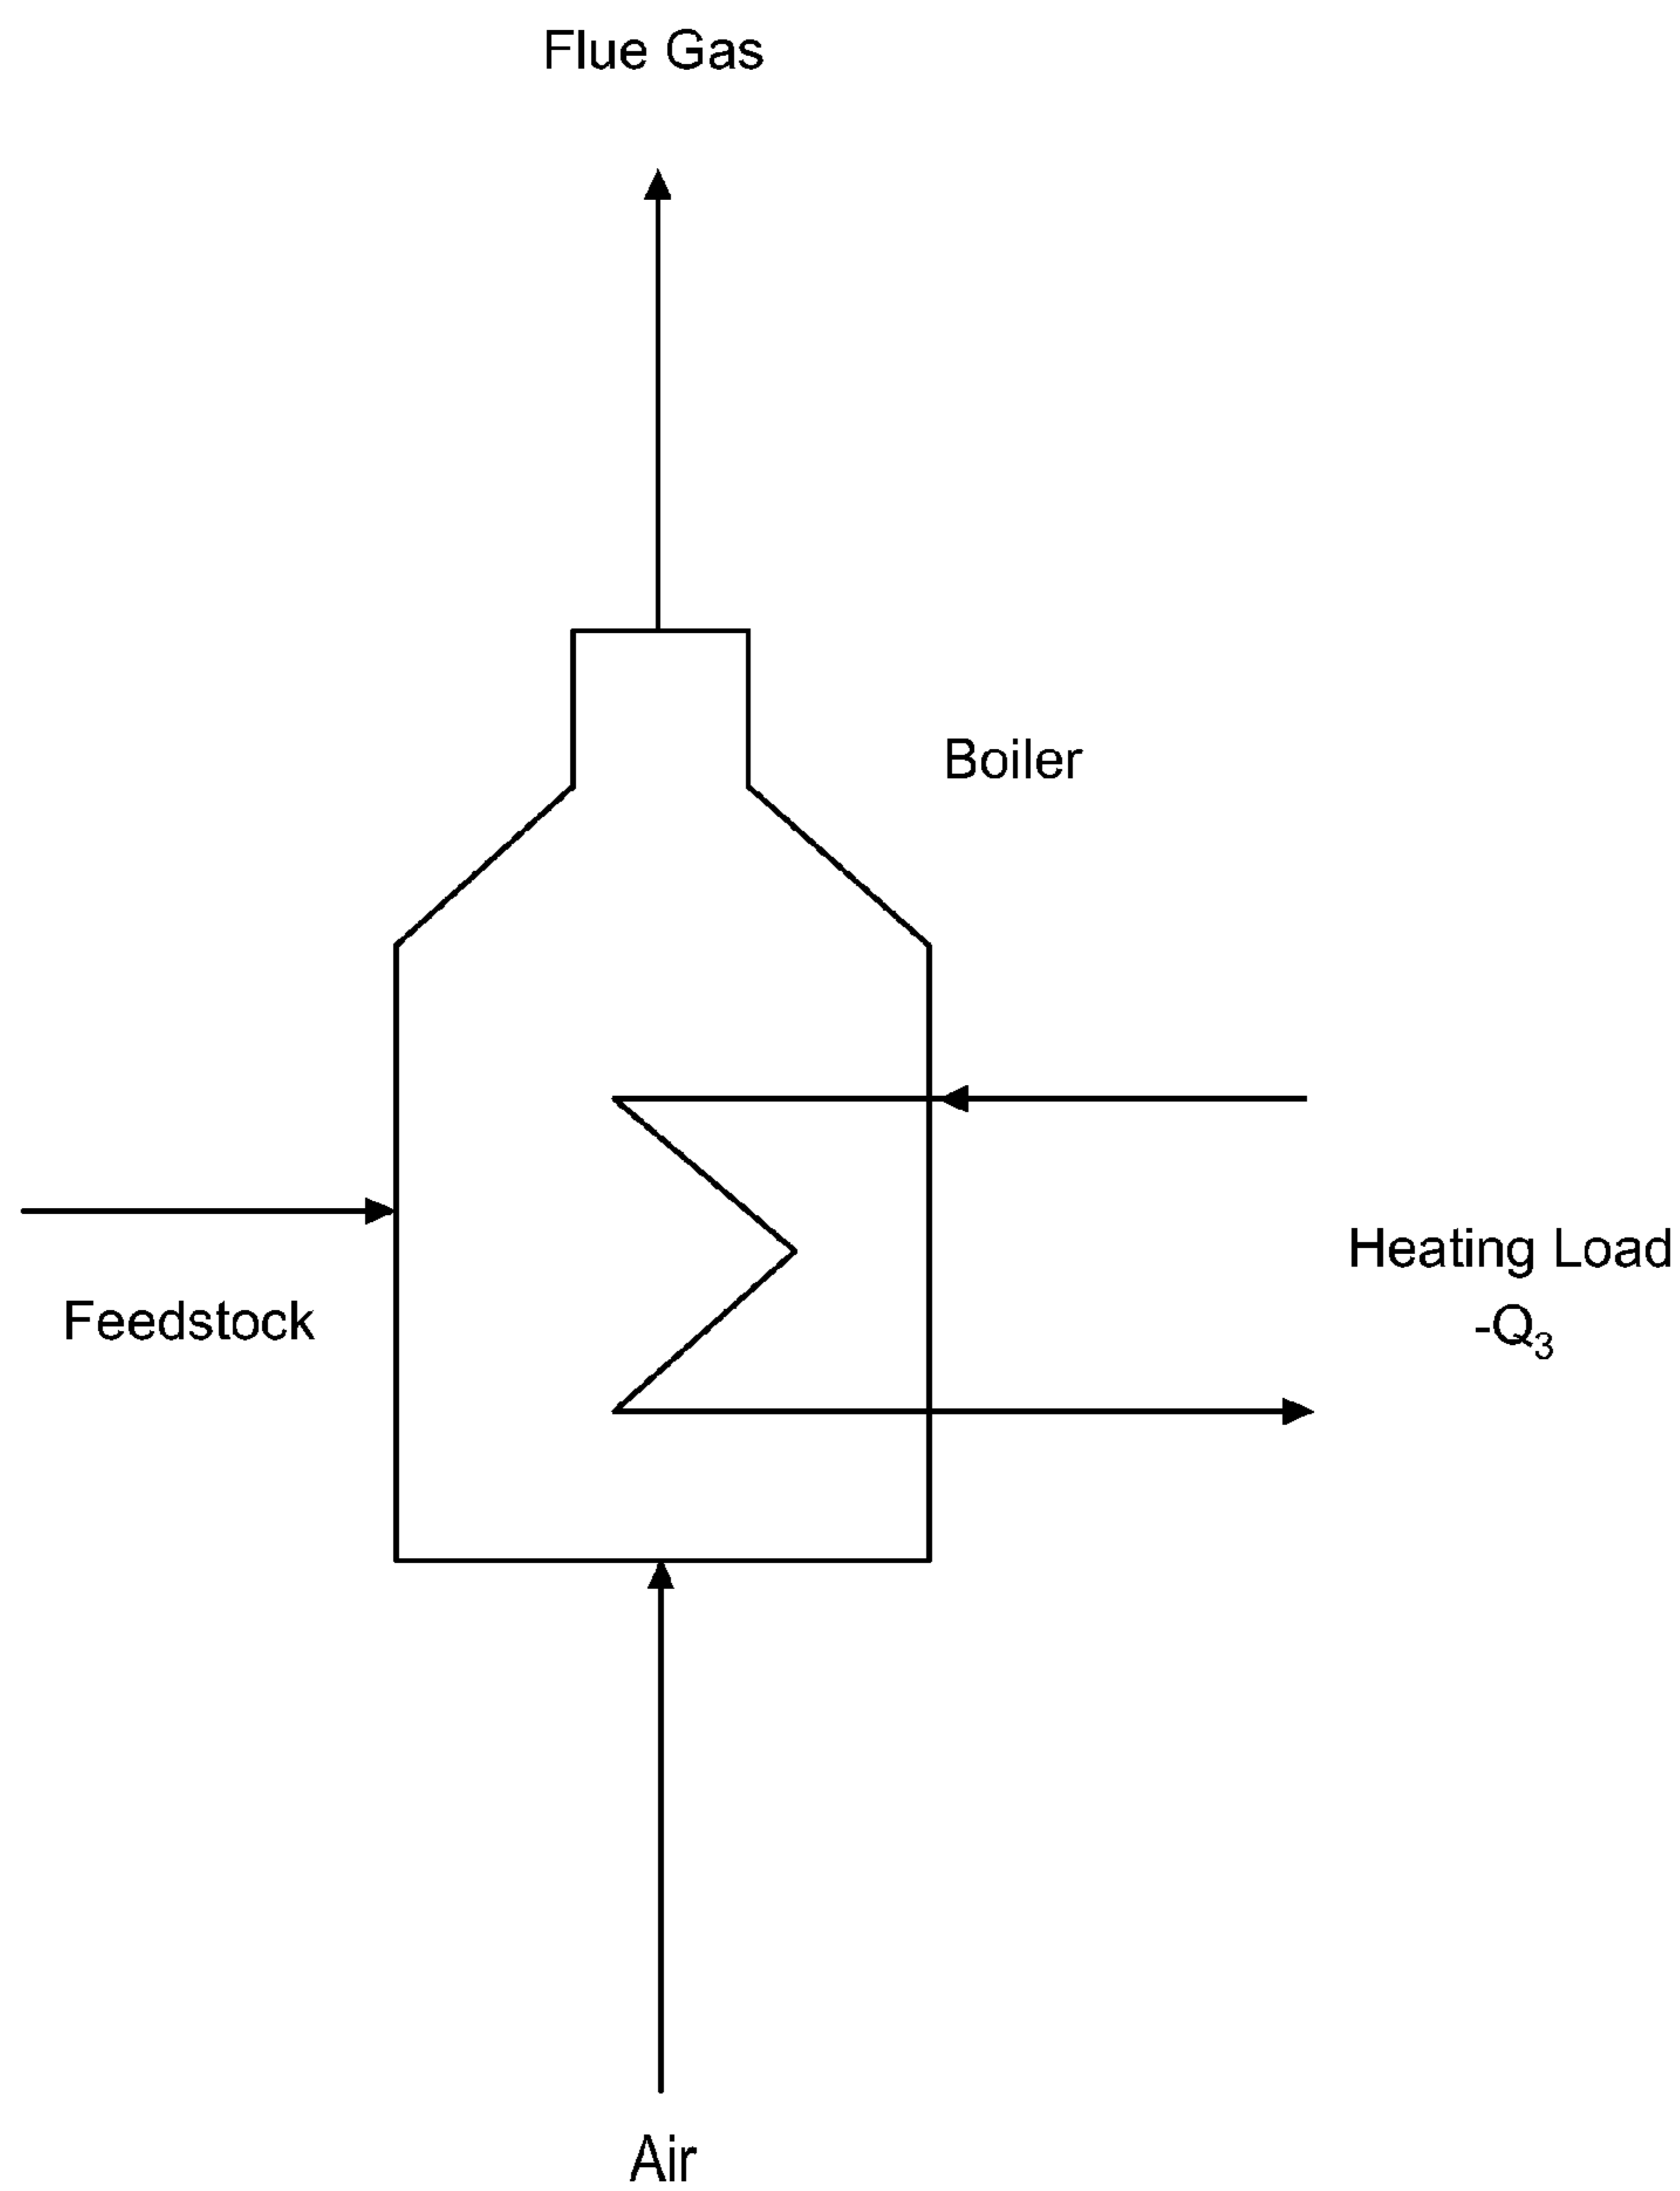 Flue Gas
Boiler
Heating Load
-Q3
Feedstock
Air